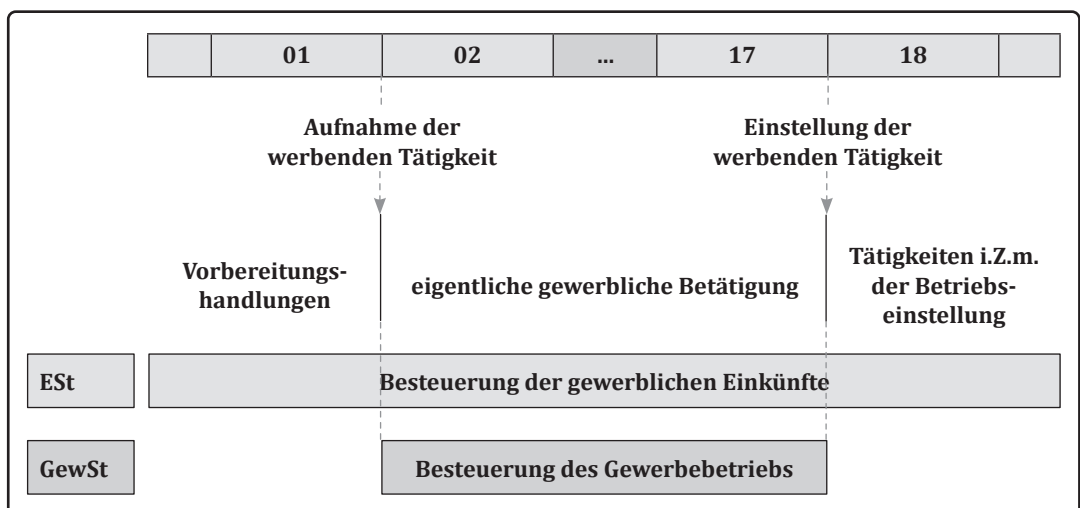 01 02 ... 17 18
Aufnahme der
werbenden Tätigkeit
Einstellung der
werbenden Tätigkeit
Vorbereitungs-
handlungen
eigentliche gewerbliche Betätigung
Tätigkeiten i.Z.m.
der Betriebs-
einstellung
ESt
Besteuerung der gewerblichen Einkünfte
GewSt
Besteuerung des Gewerbebetriebs